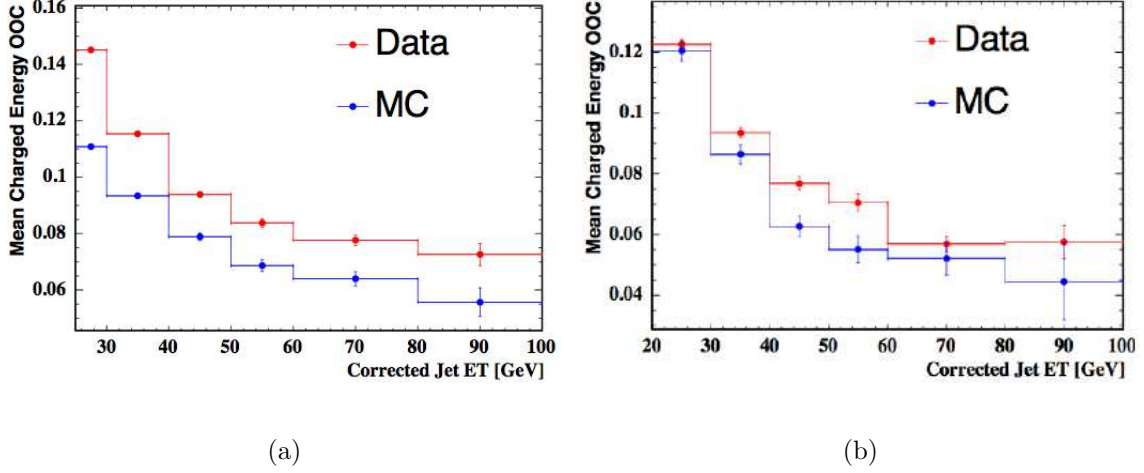 Mean Charged Energy OOC
0.16
0.14
0.12
0.1
0.08
0.06
Data
MC
30 40 50 60 70 80 90 100
Corrected Jet ET [GeV]
(a)
Mean Charged Energy OOC
0.12
0.1
0.08
0.06
0.04
Data
MC
20 30 40 50 60 70 80 90 100
Corrected Jet ET [GeV]
(b)